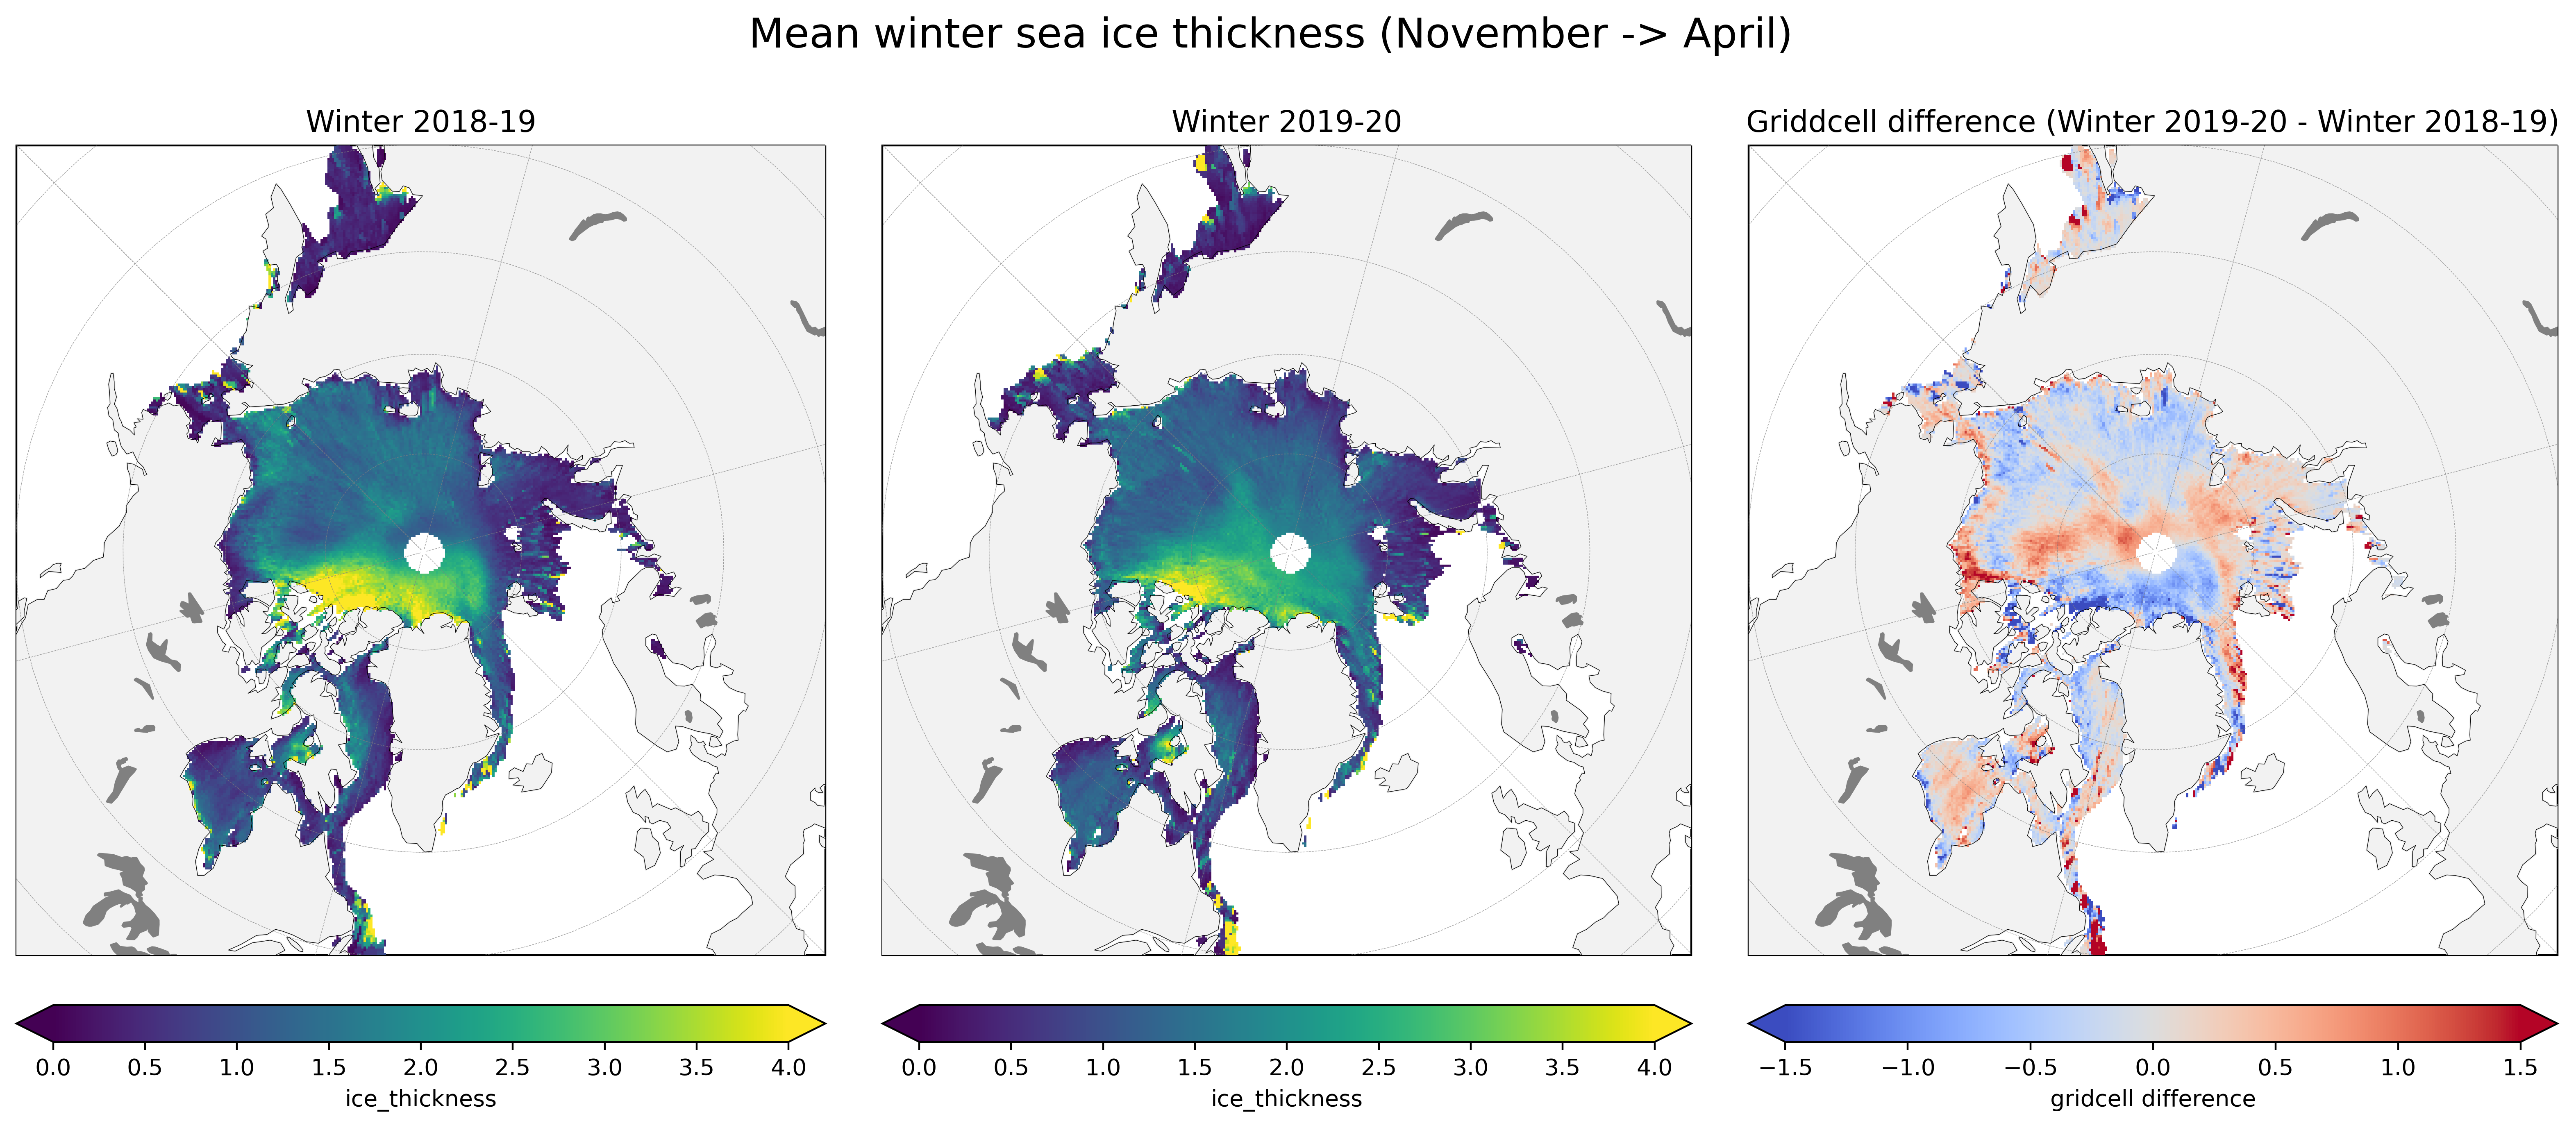 Mean winter sea ice thickness (November -> April)
Winter 2018-19
Winter 2019-20
Griddcell difference (Winter 2019-20 - Winter 2018-19)
0.0 0.5 1.0 1.5 2.0 2.5 3.0 3.5 4.0
ice_thickness
0.0 0.5 1.0 1.5 2.0 2.5 3.0 3.5 4.0
ice_thickness
−1.5 −1.0 −0.5 0.0 0.5 1.0 1.5
gridcell difference